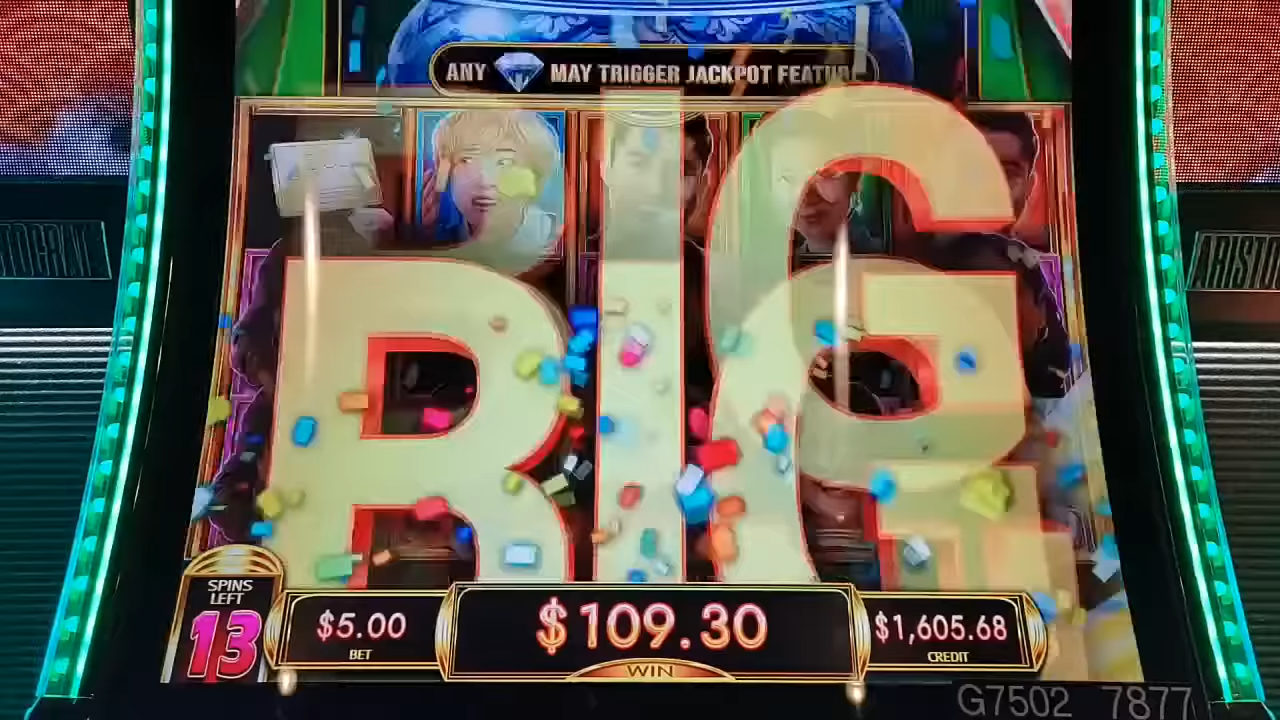 ANY MAY TRIGGER JACKPOT FEATURE
BIG
SPINS
LEFT
13
$5.00
BET
$109.30
WIN
$1,605.68
CREDIT
G7502 7877